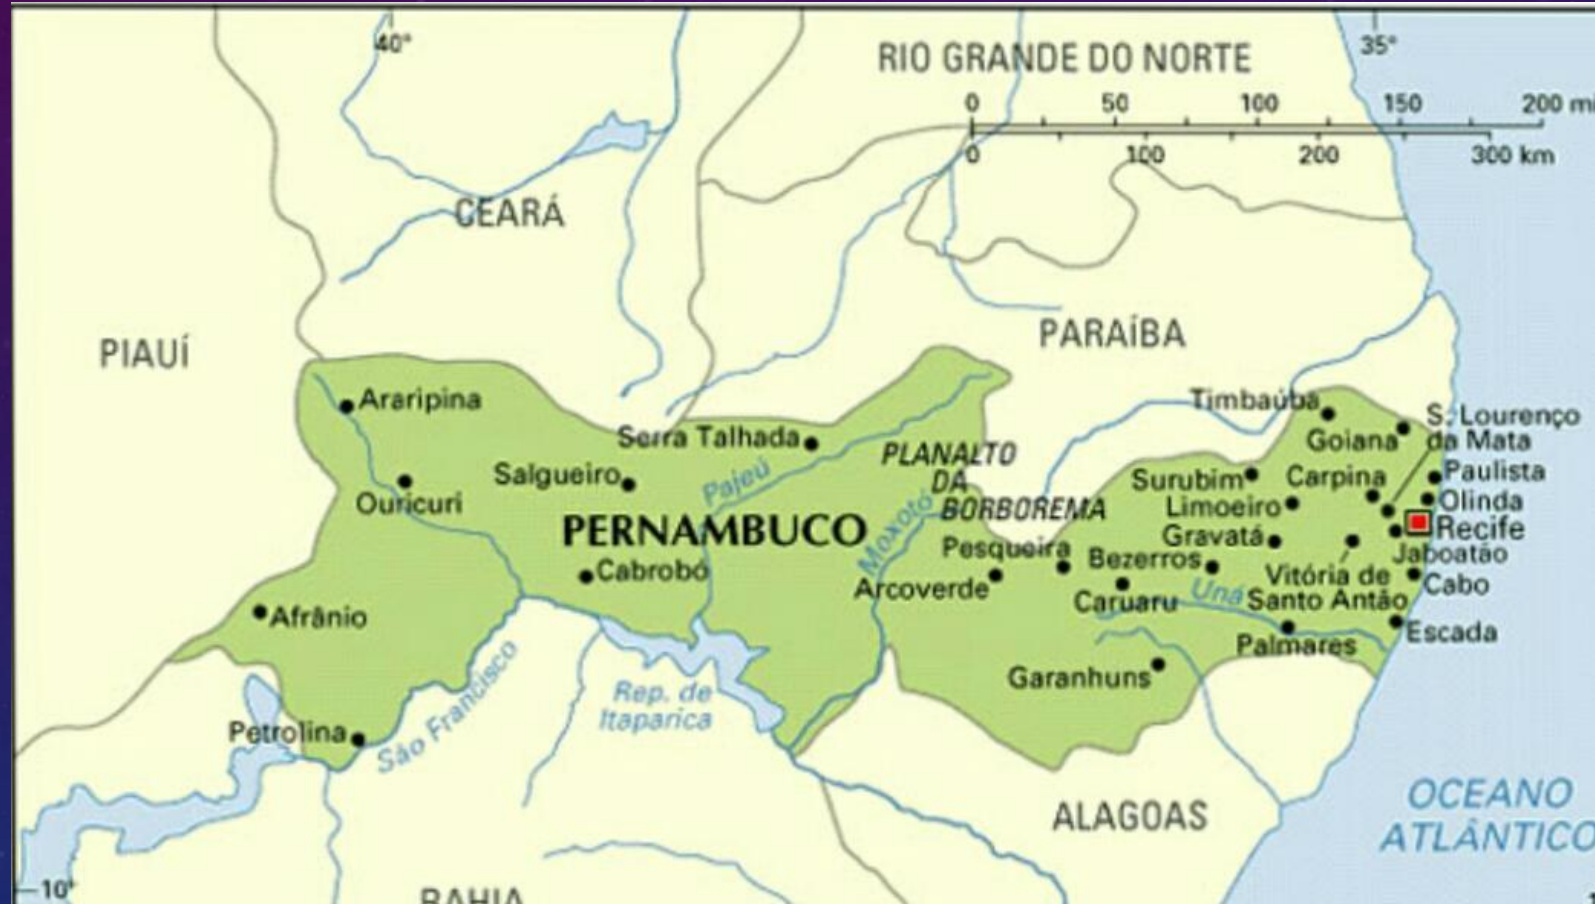 40°
35°
RIO GRANDE DO NORTE
0 50 100 150 200 mi
0 100 200 300 km
CEARÁ
PIAUÍ
PARAÍBA
Araripina
Timbaúba
S. Lourenço
da Mata
Goiana
Serra Talhada
PLANALTO
DA
BORBOREMA
Salgueiro
Pajeú
Surubim
Carpina
Paulista
Ouricuri
Limoeiro
Olinda
PERNAMBUCO
Moxotó
Gravatá
Recife
Pesqueira
Bezerros
Jaboatão
Cabrobó
Arcoverde
Caruaru
Uná
Vitória de
Santo Antão
Cabo
Afrânio
Palmares
Escada
Garanhuns
São Francisco
Rep. de
Itaparica
Petrolina
OCEANO
ATLÂNTICO
ALAGOAS
10°
BAHIA